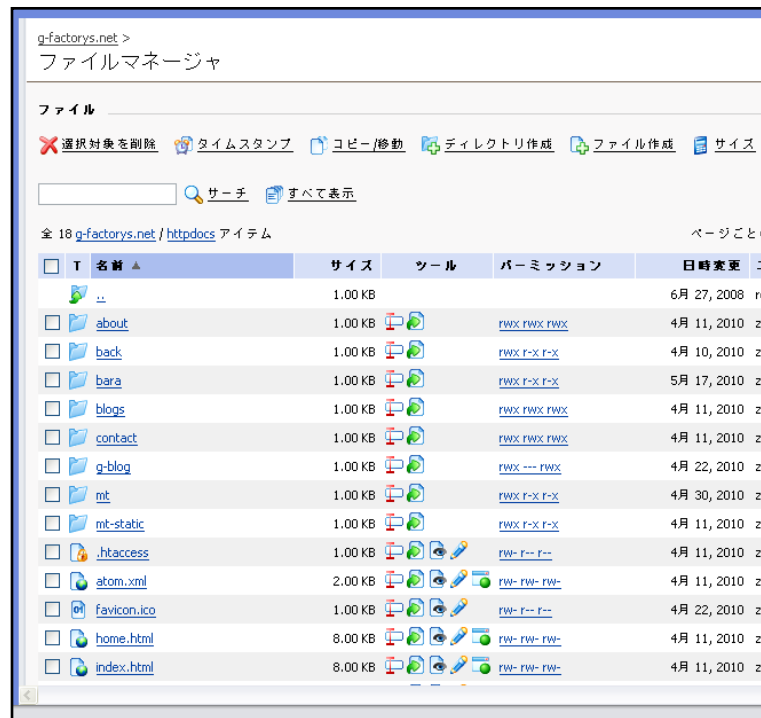 g-factorys.net >
ファイルマネージャ
ファイル
選択対象を削除 タイムスタンプ コピー/移動 ディレクトリ作成 ファイル作成 サイズ
サーチ すべて表示
全 18 g-factorys.net / httpdocs アイテム ページごと
T 名前 サイズ ツール パーミッション 日時変更
.. 1.00 KB 6月 27, 2008
about 1.00 KB rwx rwx rwx 4月 11, 2010
back 1.00 KB rwx r-x r-x 4月 10, 2010
bara 1.00 KB rwx r-x r-x 5月 17, 2010
blogs 1.00 KB rwx rwx rwx 4月 11, 2010
contact 1.00 KB rwx rwx rwx 4月 11, 2010
g-blog 1.00 KB rwx --- rwx 4月 22, 2010
mt 1.00 KB rwx r-x r-x 4月 30, 2010
mt-static 1.00 KB rwx r-x r-x 4月 11, 2010
.htaccess 1.00 KB rw- r-- r-- 4月 11, 2010
atom.xml 2.00 KB rw- rw- rw- 4月 11, 2010
favicon.ico 1.00 KB rw- r-- r-- 4月 22, 2010
home.html 8.00 KB rw- rw- rw- 4月 11, 2010
index.html 8.00 KB rw- rw- rw- 4月 11, 2010